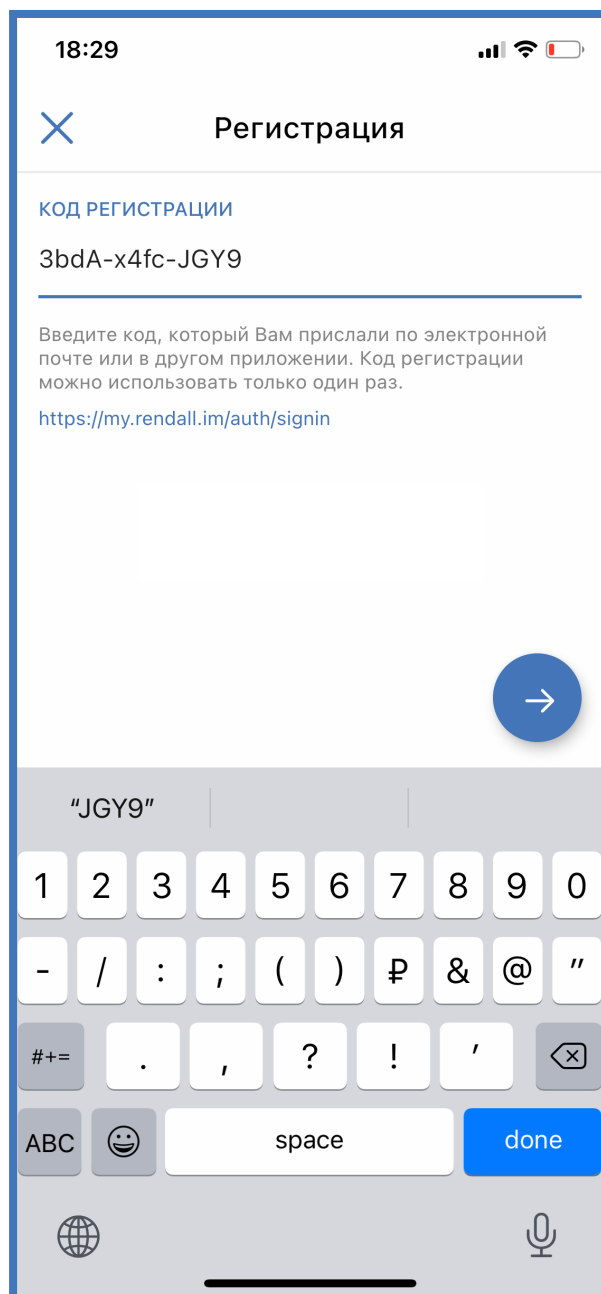 18:29
Регистрация
КОД РЕГИСТРАЦИИ
3bdA-x4fc-JGY9
Введите код, который Вам прислали по электронной
почте или в другом приложении. Код регистрации
можно использовать только один раз.
https://my.rendall.im/auth/signin
“JGY9”
1 2 3 4 5 6 7 8 9 0
- / : ; ( ) ₽ & @ "
#+= . , ? ! '
ABC space done